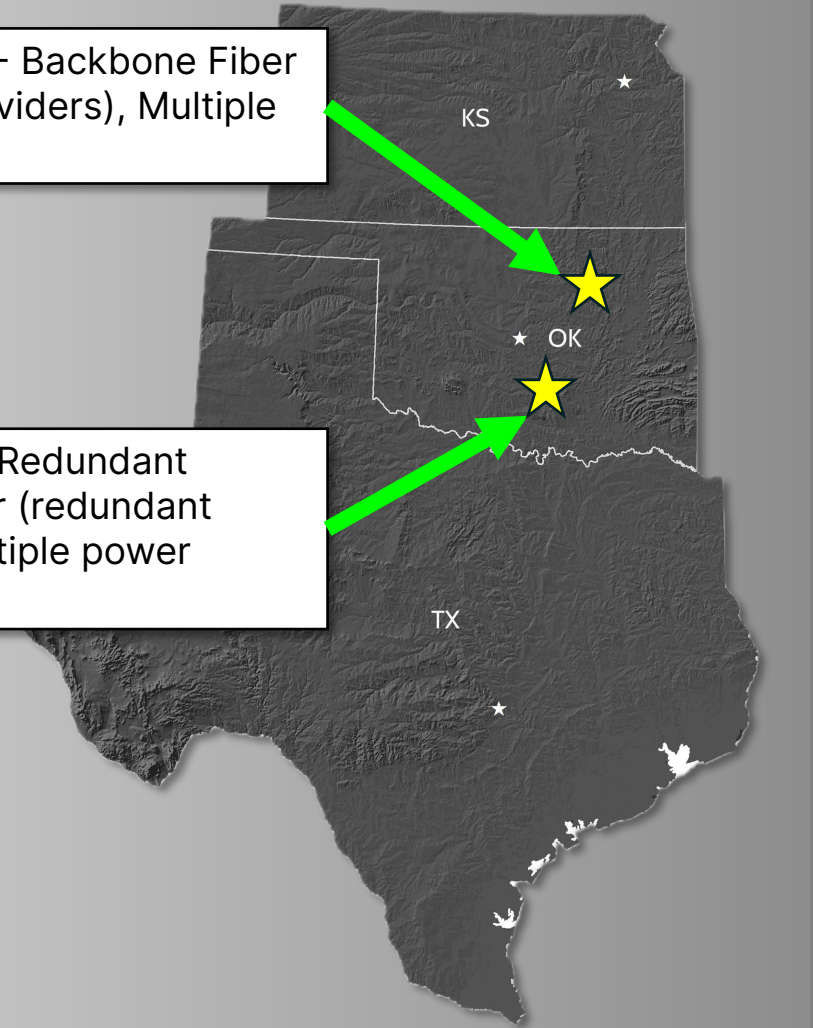 - Backbone Fiber
viders), Multiple
KS
OK
Redundant
r (redundant
tiple power
TX